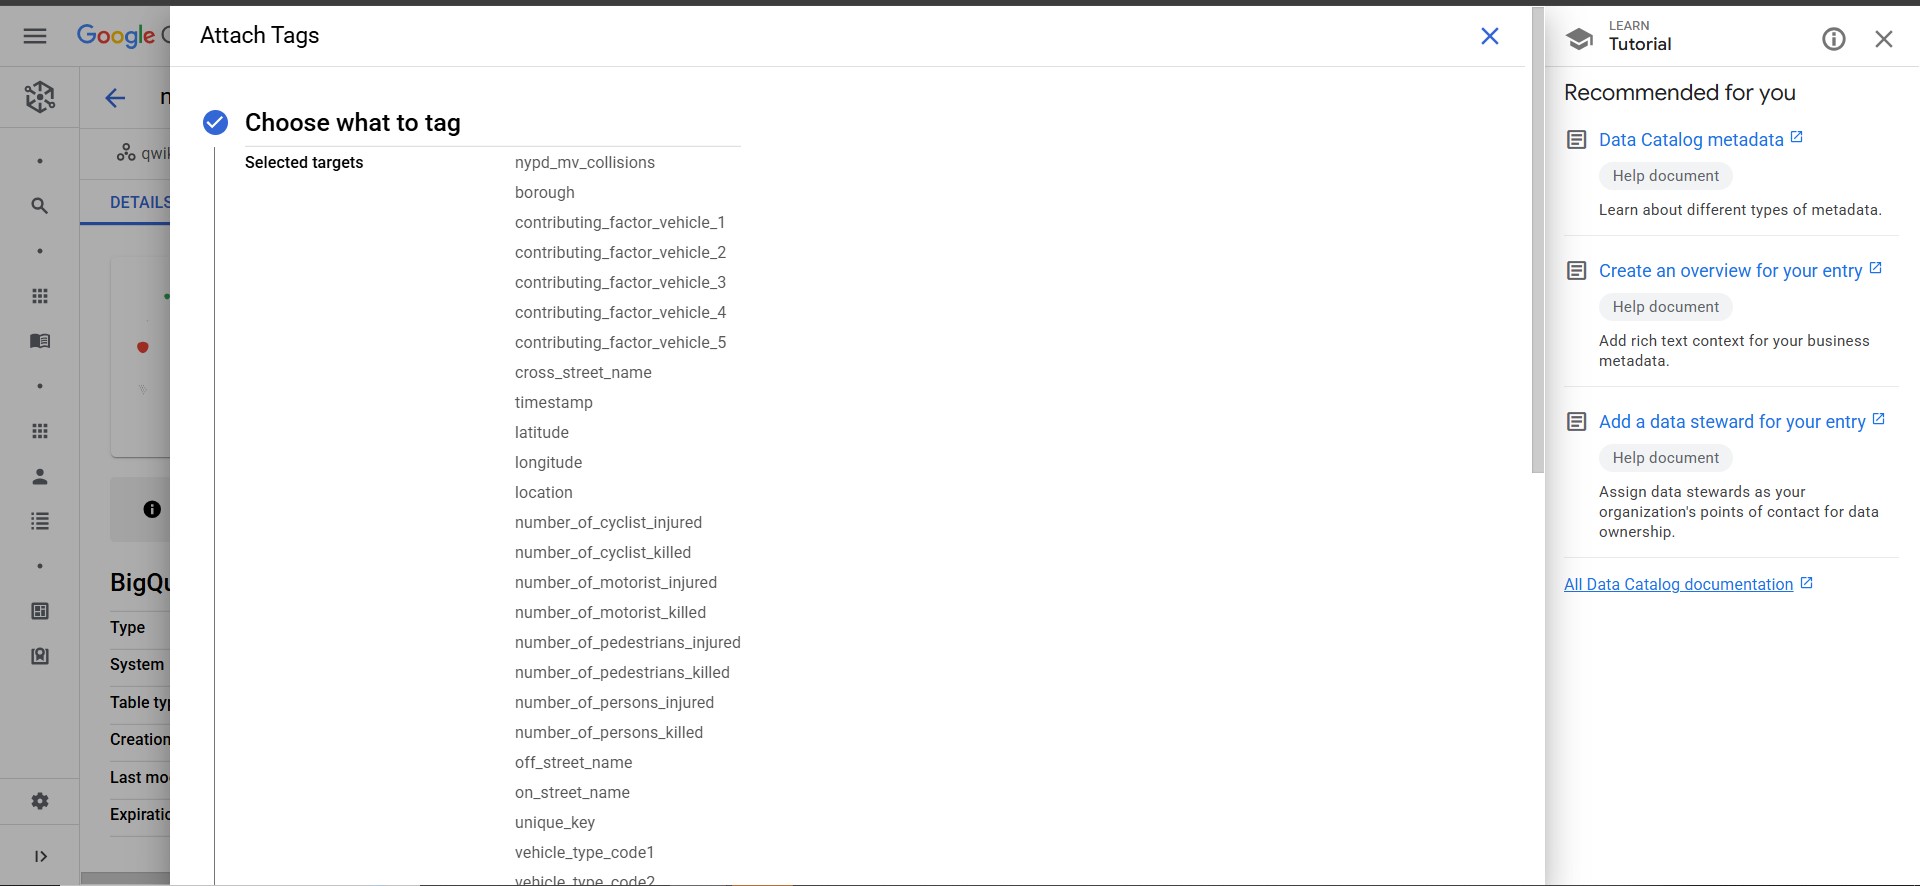 Google
Attach Tags
LEARN
Tutorial
Choose what to tag
Selected targets
nypd_mv_collisions
borough
contributing_factor_vehicle_1
contributing_factor_vehicle_2
contributing_factor_vehicle_3
contributing_factor_vehicle_4
contributing_factor_vehicle_5
cross_street_name
timestamp
latitude
longitude
location
number_of_cyclist_injured
number_of_cyclist_killed
number_of_motorist_injured
number_of_motorist_killed
number_of_pedestrians_injured
number_of_pedestrians_killed
number_of_persons_injured
number_of_persons_killed
off_street_name
on_street_name
unique_key
vehicle_type_code1
vehicle_type_code2
qwik
DETAILS
BigQu
Type
System
Table typ
Creation
Last mo
Expiratio
Recommended for you
Data Catalog metadata
Help document
Learn about different types of metadata.
Create an overview for your entry
Help document
Add rich text context for your business
metadata.
Add a data steward for your entry
Help document
Assign data stewards as your
organization's points of contact for data
ownership.
All Data Catalog documentation